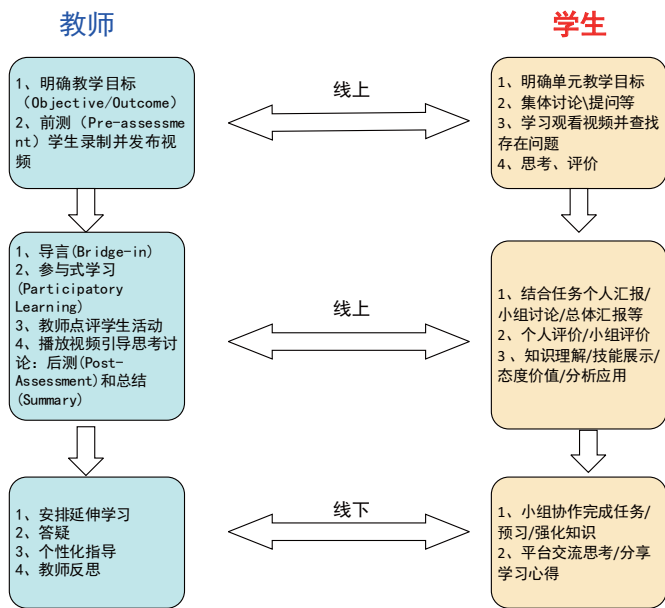 教师
学生
1、明确教学目标
（Objective/Outcome）
2、前测（Pre-assessme
nt）学生录制并发布视
频
线上
1、明确单元教学目标
2、集体讨论\提问等
3、学习观看视频并查找
存在问题
4、思考、评价
1、导言(Bridge-in)
2、参与式学习
(Participatory
Learning)
3、教师点评学生活动
4、播放视频引导思考讨
论：后测(Post-
Assessment)和总结
(Summary)
线上
1、结合任务个人汇报/
小组讨论/总体汇报等
2、个人评价/小组评价
3 、知识理解/技能展示/
态度价值/分析应用
1、安排延伸学习
2、答疑
3、个性化指导
4、教师反思
线下
1、小组协作完成任务/
预习/强化知识
2、平台交流思考/分享
学习心得